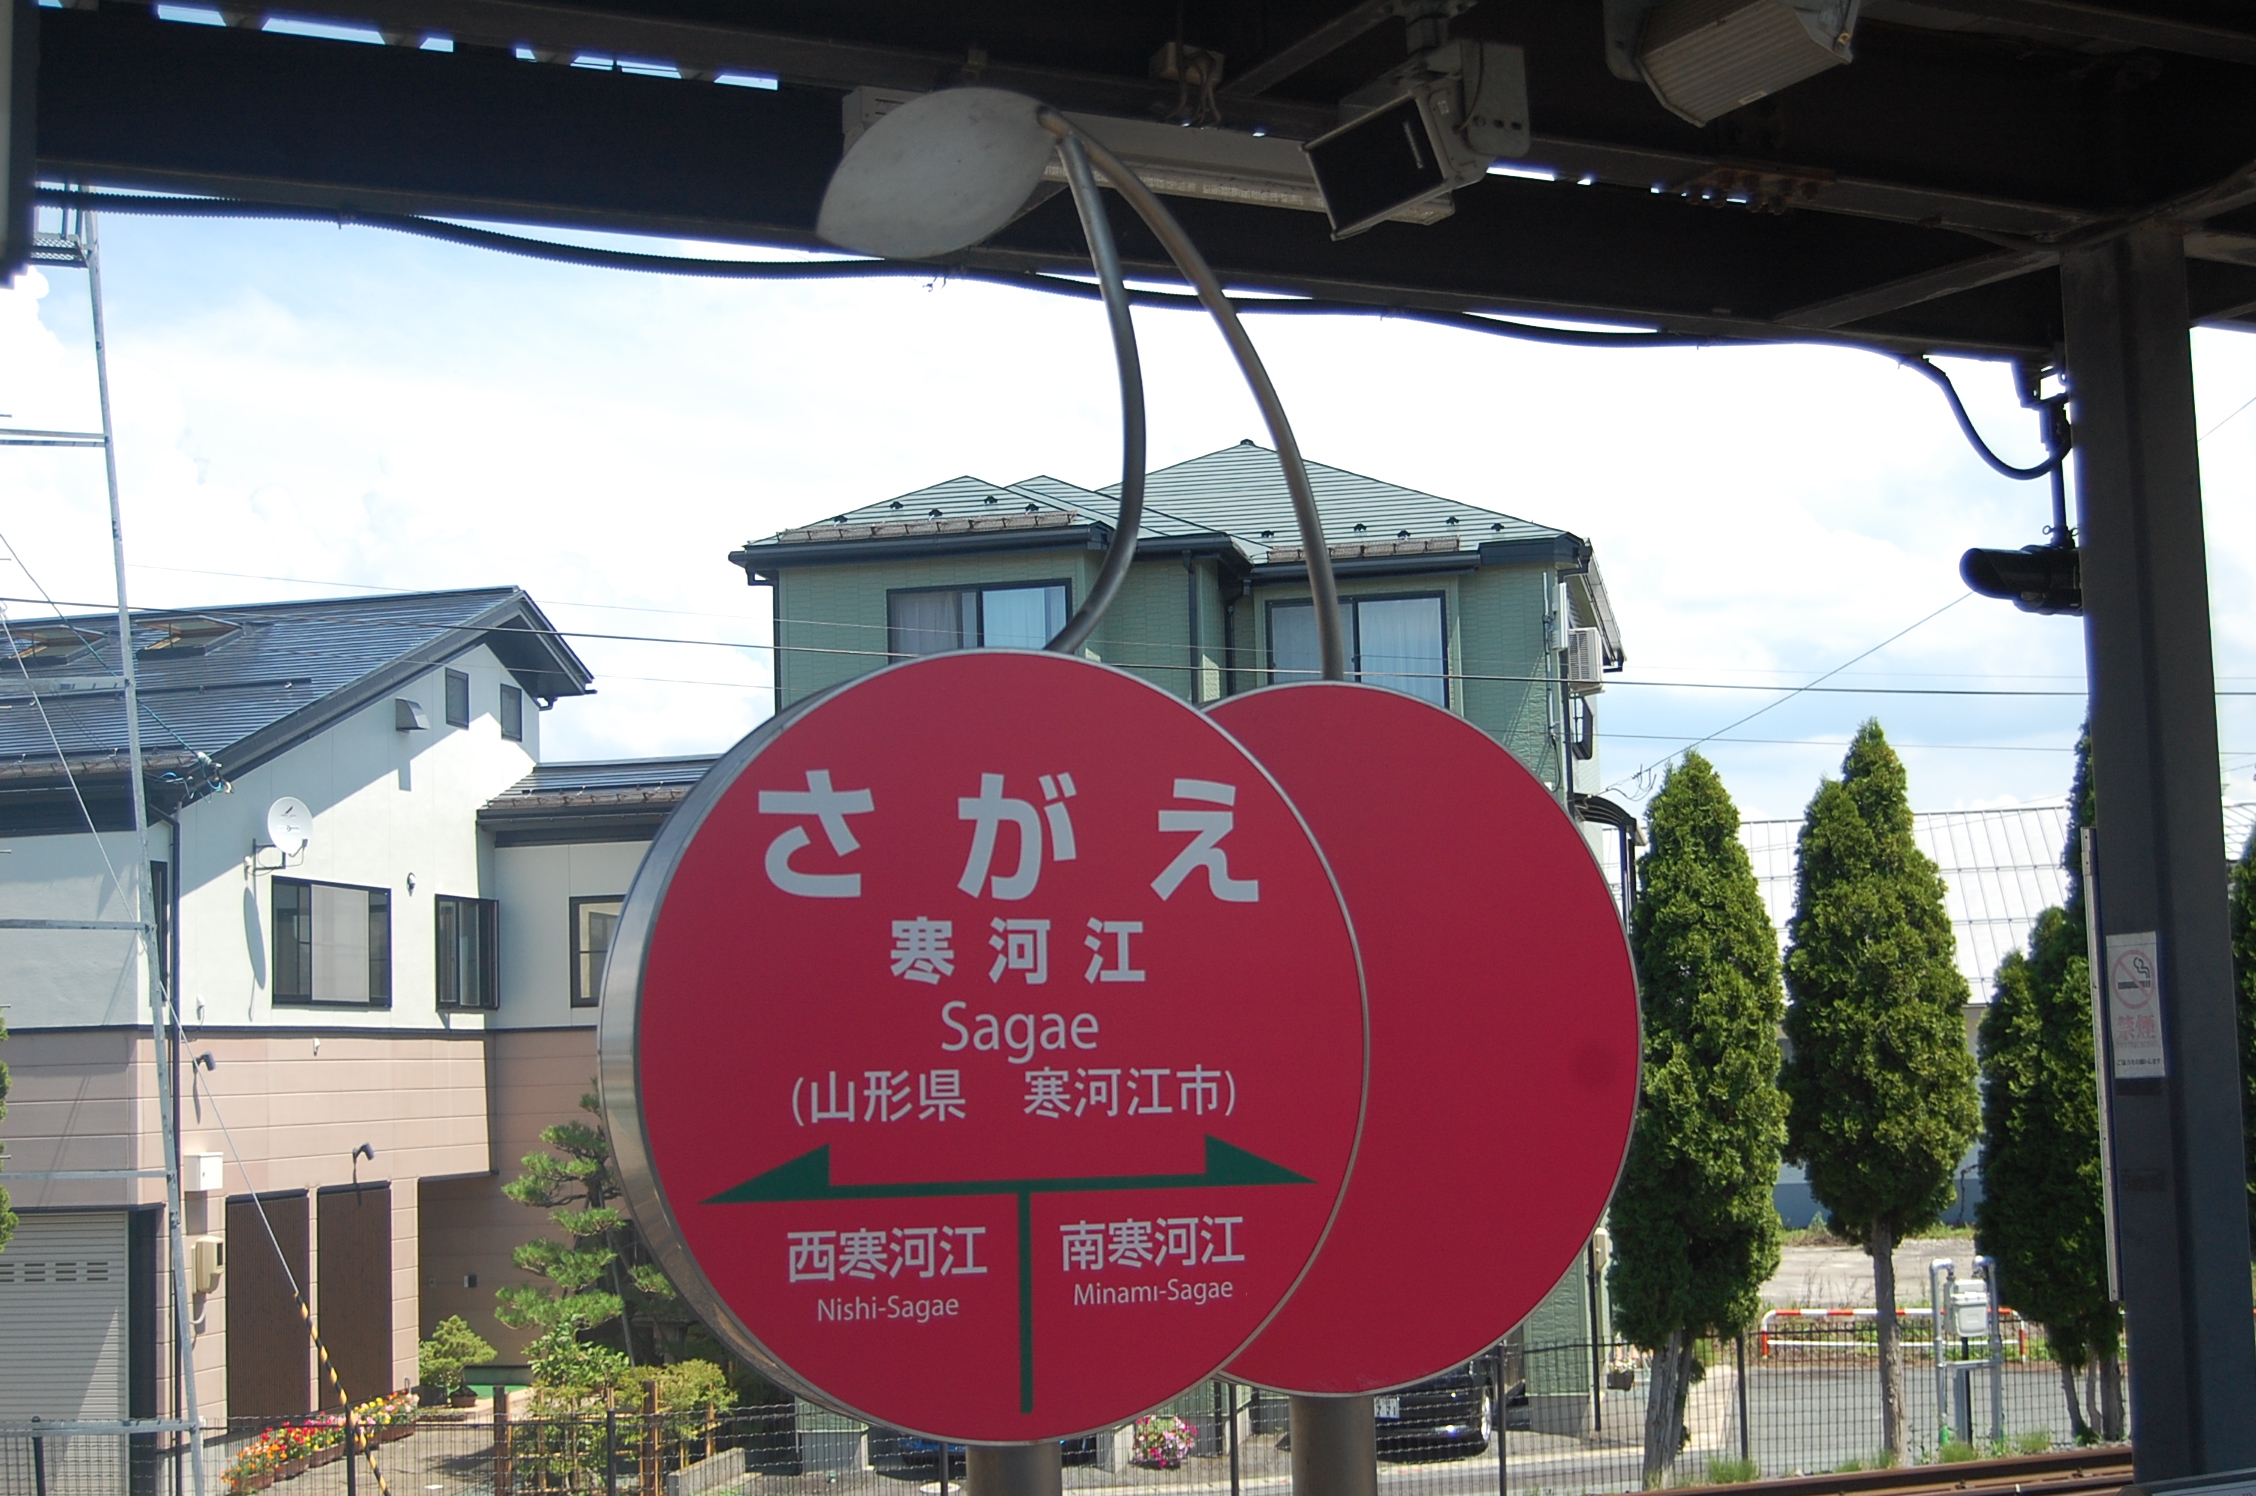 さがえ
寒河江
Sagae
(山形県　寒河江市)
西寒河江
Nishi-Sagae
南寒河江
Minami-Sagae
禁煙